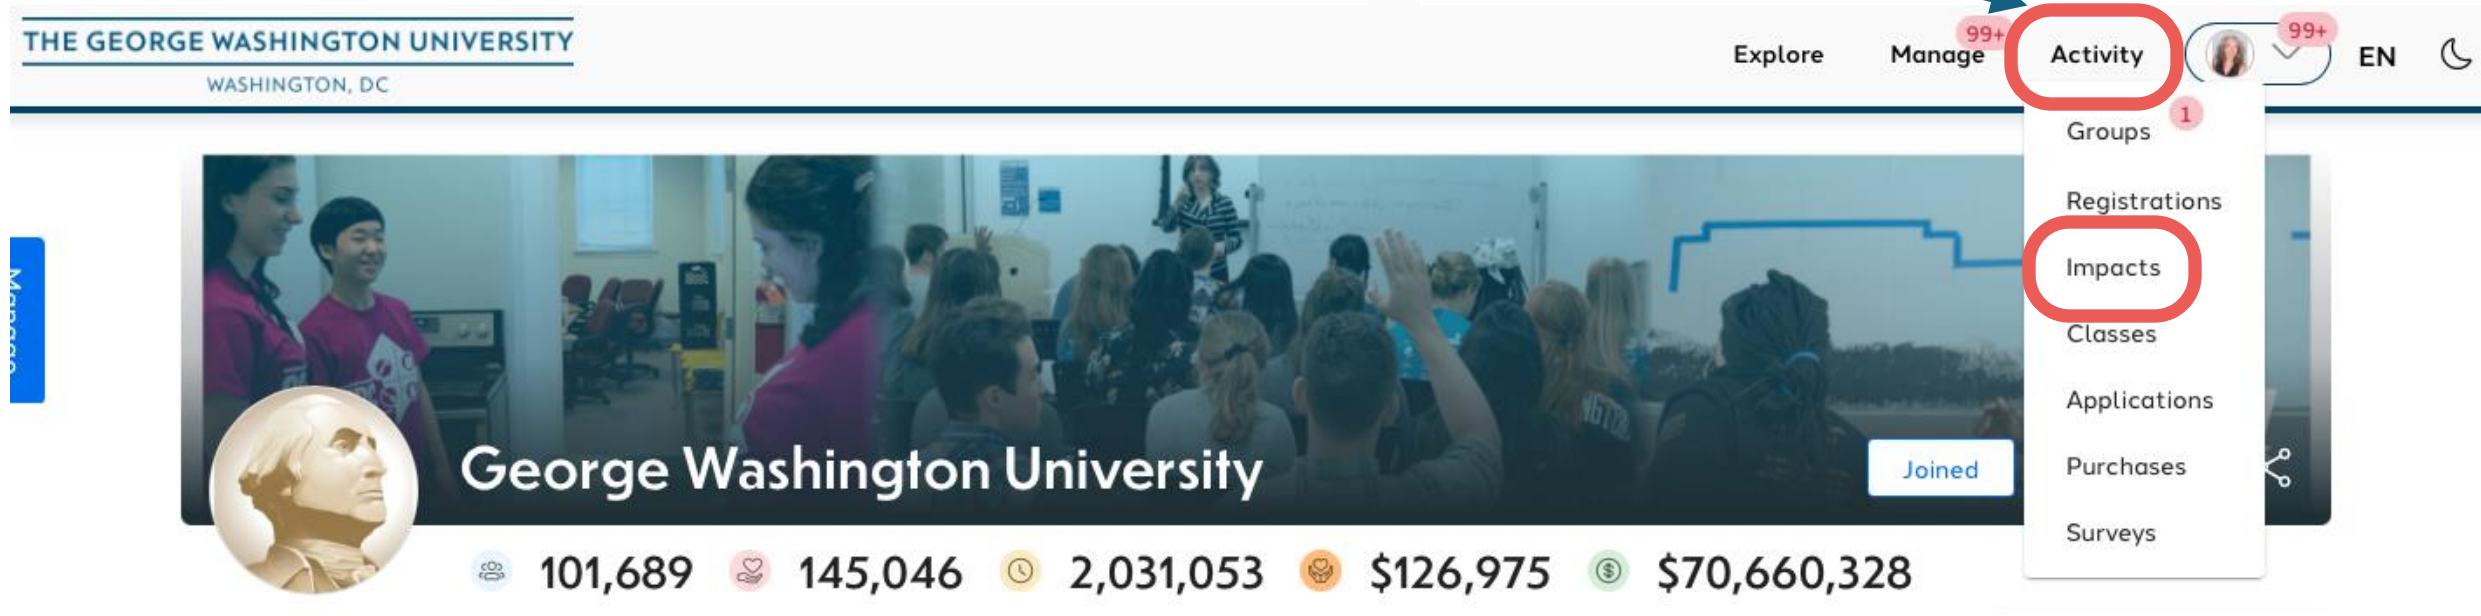 THE GEORGE WASHINGTON UNIVERSITY
WASHINGTON, DC
Explore
Manage
99+
Activity
99+
EN
Groups
1
Registrations
Impacts
Classes
Applications
Purchases
Surveys
Manage
George Washington University
Joined
101,689
145,046
2,031,053
$126,975
$70,660,328